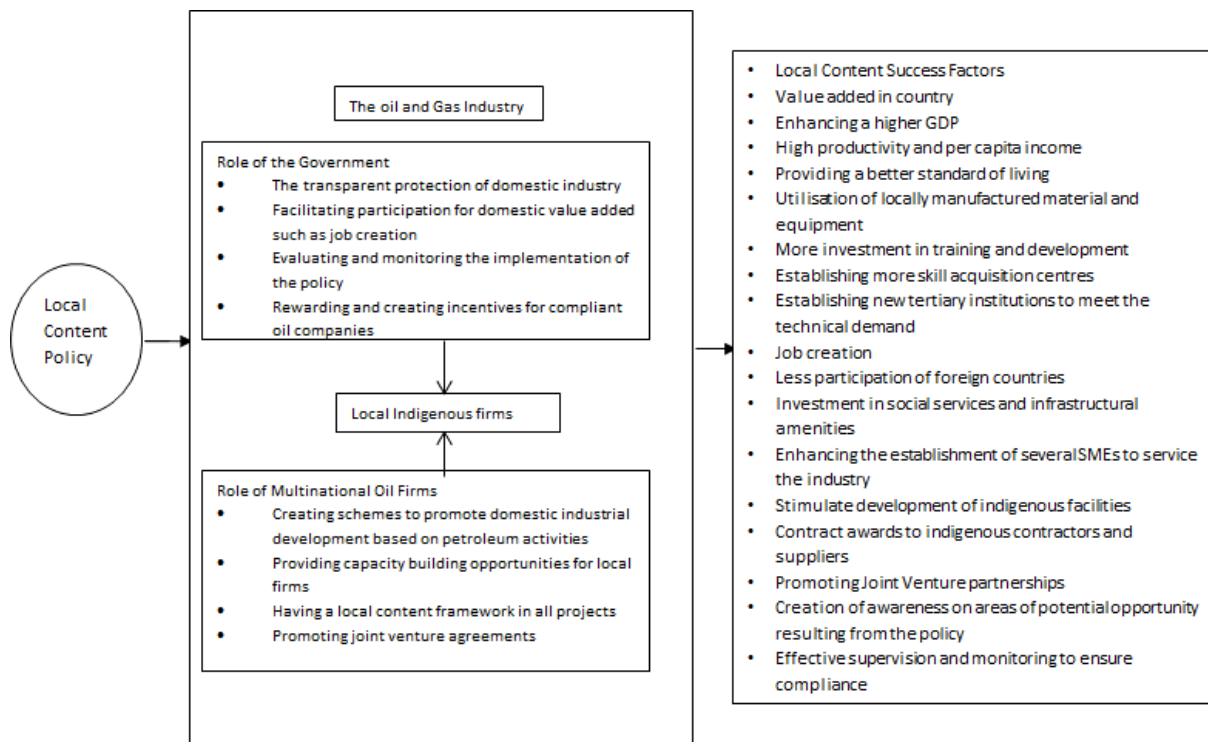 Local
Content
Policy
The oil and Gas Industry
Role of the Government
• The transparent protection of domestic industry
• Facilitating participation for domestic value added
such as job creation
• Evaluating and monitoring the implementation of
the policy
• Rewarding and creating incentives for compliant
oil companies
Local Indigenous firms
Role of Multinational Oil Firms
• Creating schemes to promote domestic industrial
development based on petroleum activities
• Providing capacity building opportunities for local
firms
• Having a local content framework in all projects
• Promoting joint venture agreements
• Local Content Success Factors
• Value added in country
• Enhancing a higher GDP
• High productivity and per capita income
• Providing a better standard of living
• Utilisation of locally manufactured material and
equipment
• More investment in training and development
• Establishing more skill acquisition centres
• Establishing new tertiary institutions to meet the
technical demand
• Job creation
• Less participation of foreign countries
• Investment in social services and infrastructural
amenities
• Enhancing the establishment of several SMEs to service
the industry
• Stimulate development of indigenous facilities
• Contract awards to indigenous contractors and
suppliers
• Promoting Joint Venture partnerships
• Creation of awareness on areas of potential opportunity
resulting from the policy
• Effective supervision and monitoring to ensure
compliance